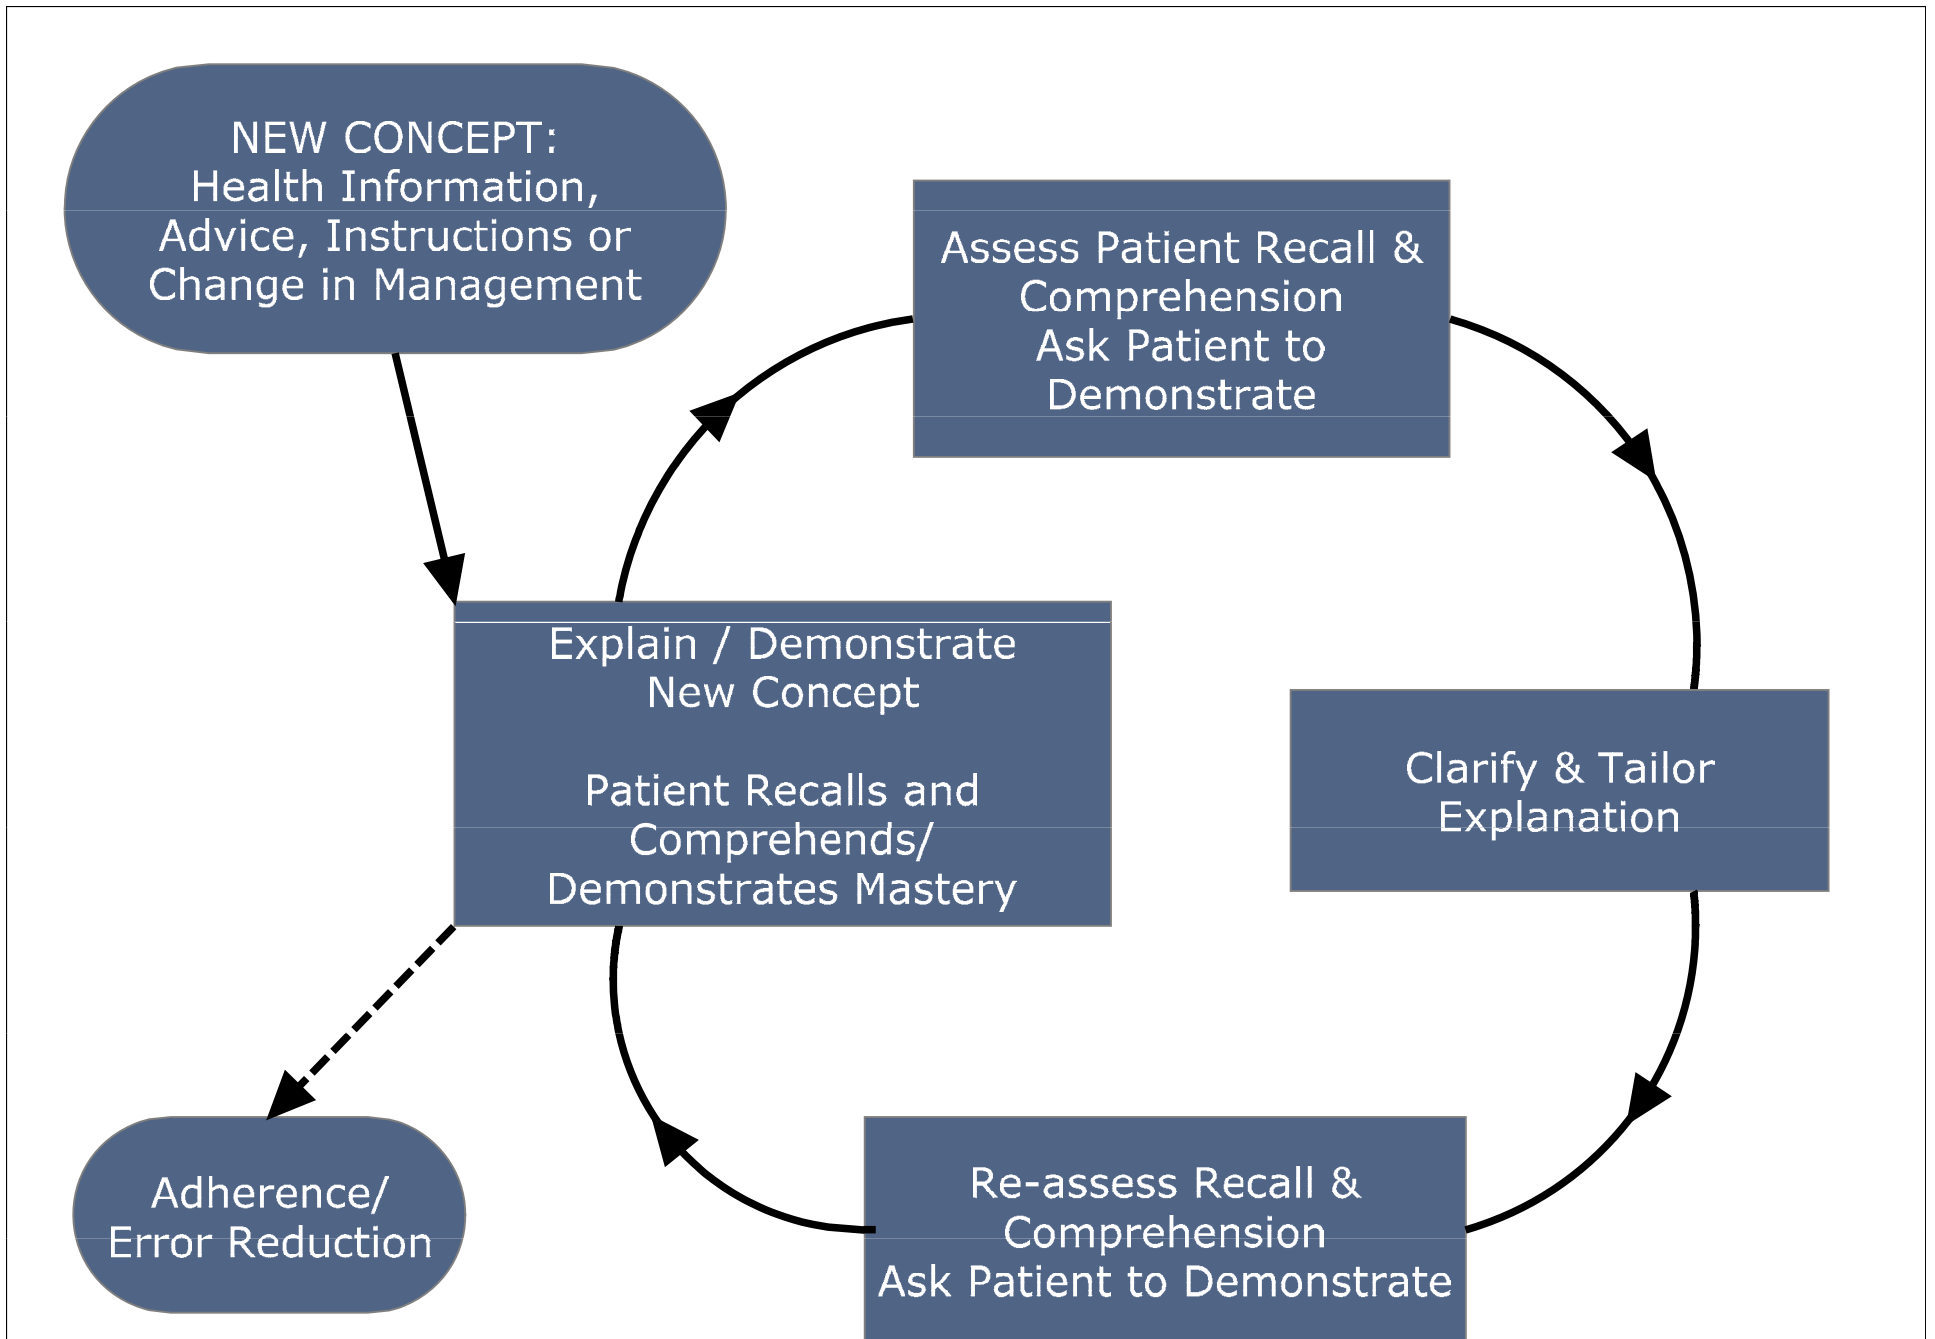 NEW CONCEPT:
Health Information,
Advice, Instructions or
Change in Management
Assess Patient Recall &
Comprehension
Ask Patient to
Demonstrate
Explain / Demonstrate
New Concept
Patient Recalls and
Comprehends/
Demonstrates Mastery
Clarify & Tailor
Explanation
Adherence/
Error Reduction
Re-assess Recall &
Comprehension
Ask Patient to Demonstrate